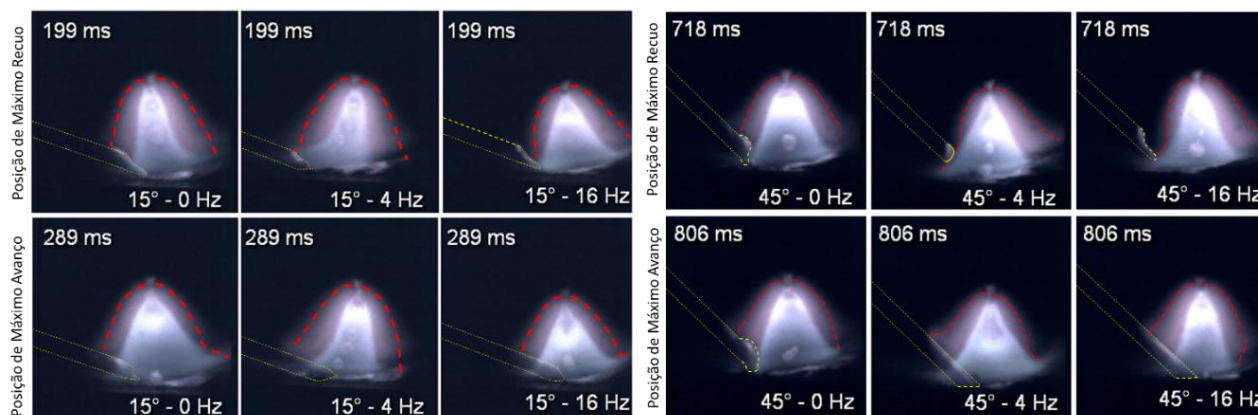 Posição de Máximo Recuo
199 ms
199 ms
199 ms
15° - 0 Hz
15° - 4 Hz
15° - 16 Hz
Posição de Máximo Avanço
289 ms
289 ms
289 ms
15° - 0 Hz
15° - 4 Hz
15° - 16 Hz
Posição de Máximo Recuo
718 ms
718 ms
718 ms
45° - 0 Hz
45° - 4 Hz
45° - 16 Hz
Posição de Máximo Avanço
806 ms
806 ms
806 ms
45° - 0 Hz
45° - 4 Hz
45° - 16 Hz